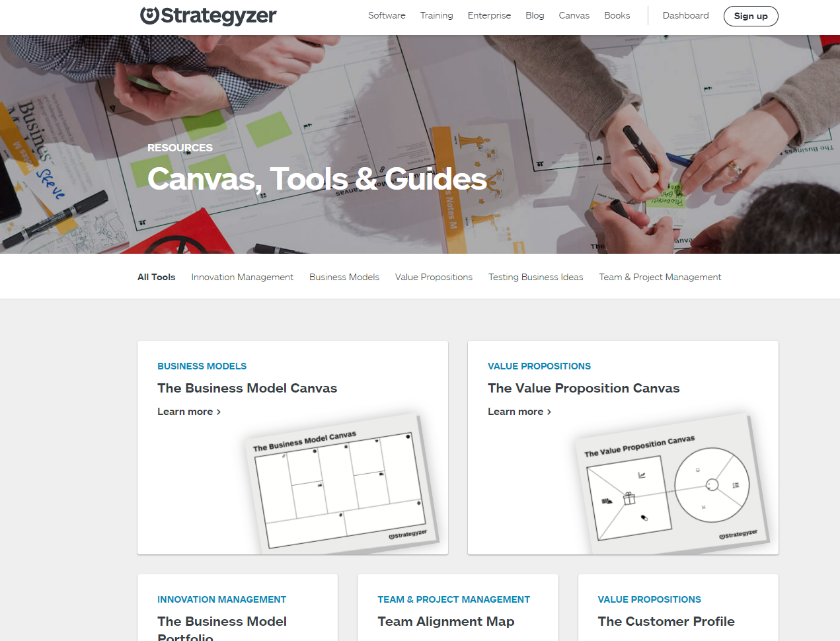 Strategyzer
Software Training Enterprise Blog Canvas Books Dashboard Sign up
RESOURCES
Canvas, Tools & Guides
Steve
All Tools Innovation Management Business Models Value Propositions Testing Business Ideas Team & Project Management
BUSINESS MODELS
The Business Model Canvas
Learn more >
The Business Model Canvas
Strategyzer
VALUE PROPOSITIONS
The Value Proposition Canvas
Learn more >
The Value Proposition Canvas
Strategyzer
INNOVATION MANAGEMENT
The Business Model
Portfolio
TEAM & PROJECT MANAGEMENT
Team Alignment Map
VALUE PROPOSITIONS
The Customer Profile